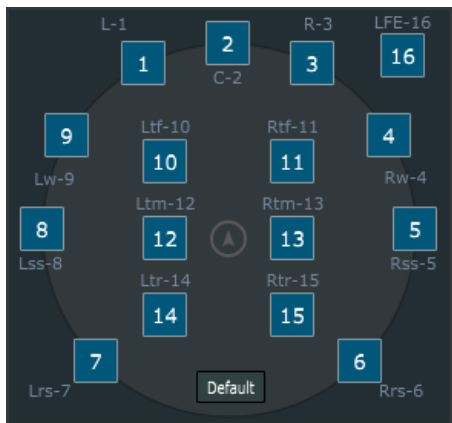 L-1
R-3
LFE-16
1
2
3
16
C-2
9
Ltf-10
Rtf-11
4
10
11
Lw-9
Rw-4
Ltm-12
Rtm-13
8
12
13
5
Lss-8
Rss-5
Ltr-14
Rtr-15
14
15
7
6
Lrs-7
Default
Rrs-6